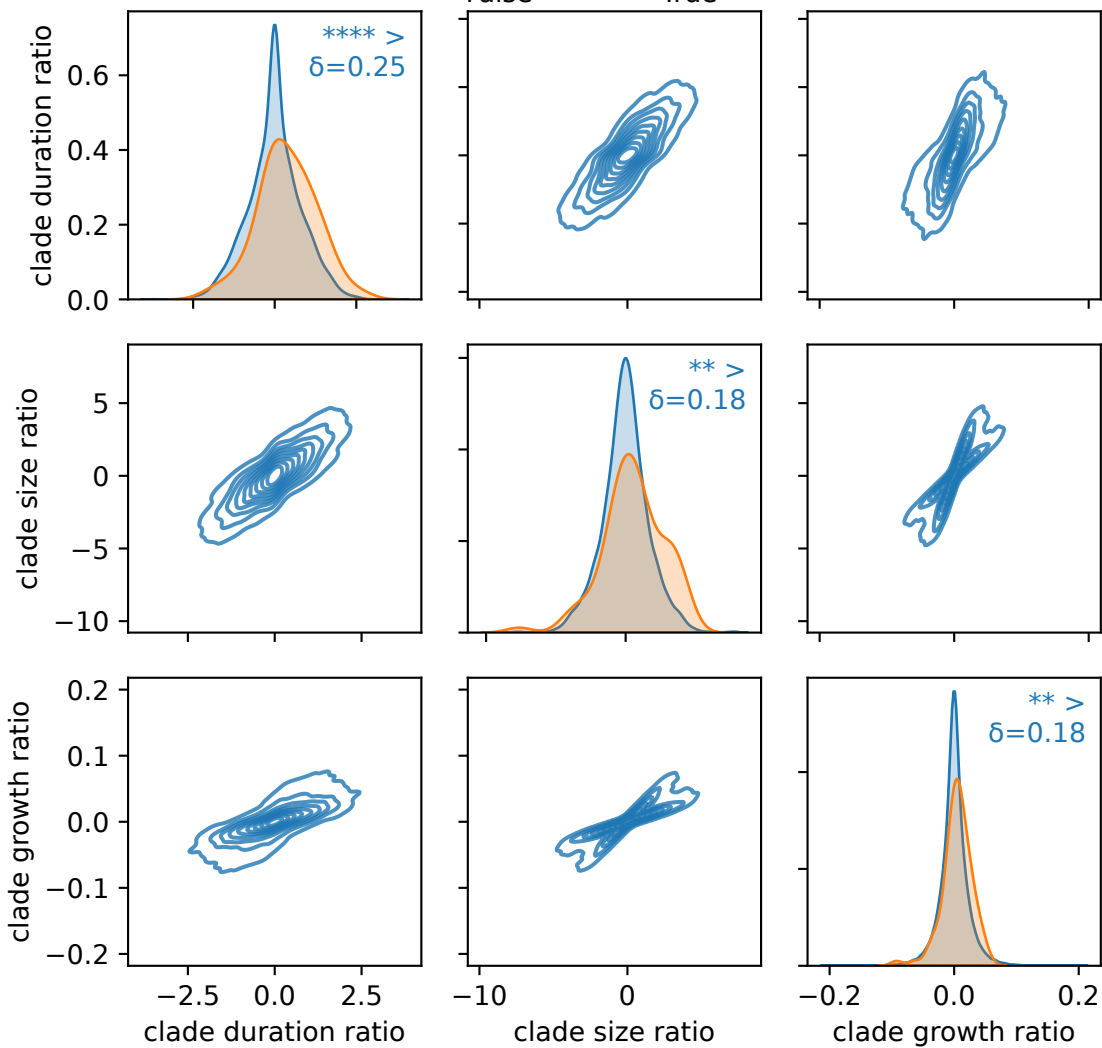 clade duration ratio
0.6
0.4
0.2
0.0
**** >
δ=0.25
clade size ratio
5
0
−5
−10
** >
δ=0.18
clade growth ratio
0.2
0.1
0.0
−0.1
−0.2
** >
δ=0.18
−2.5 0.0 2.5
−10 0
−0.2 0.0 0.2
clade duration ratio
clade size ratio
clade growth ratio